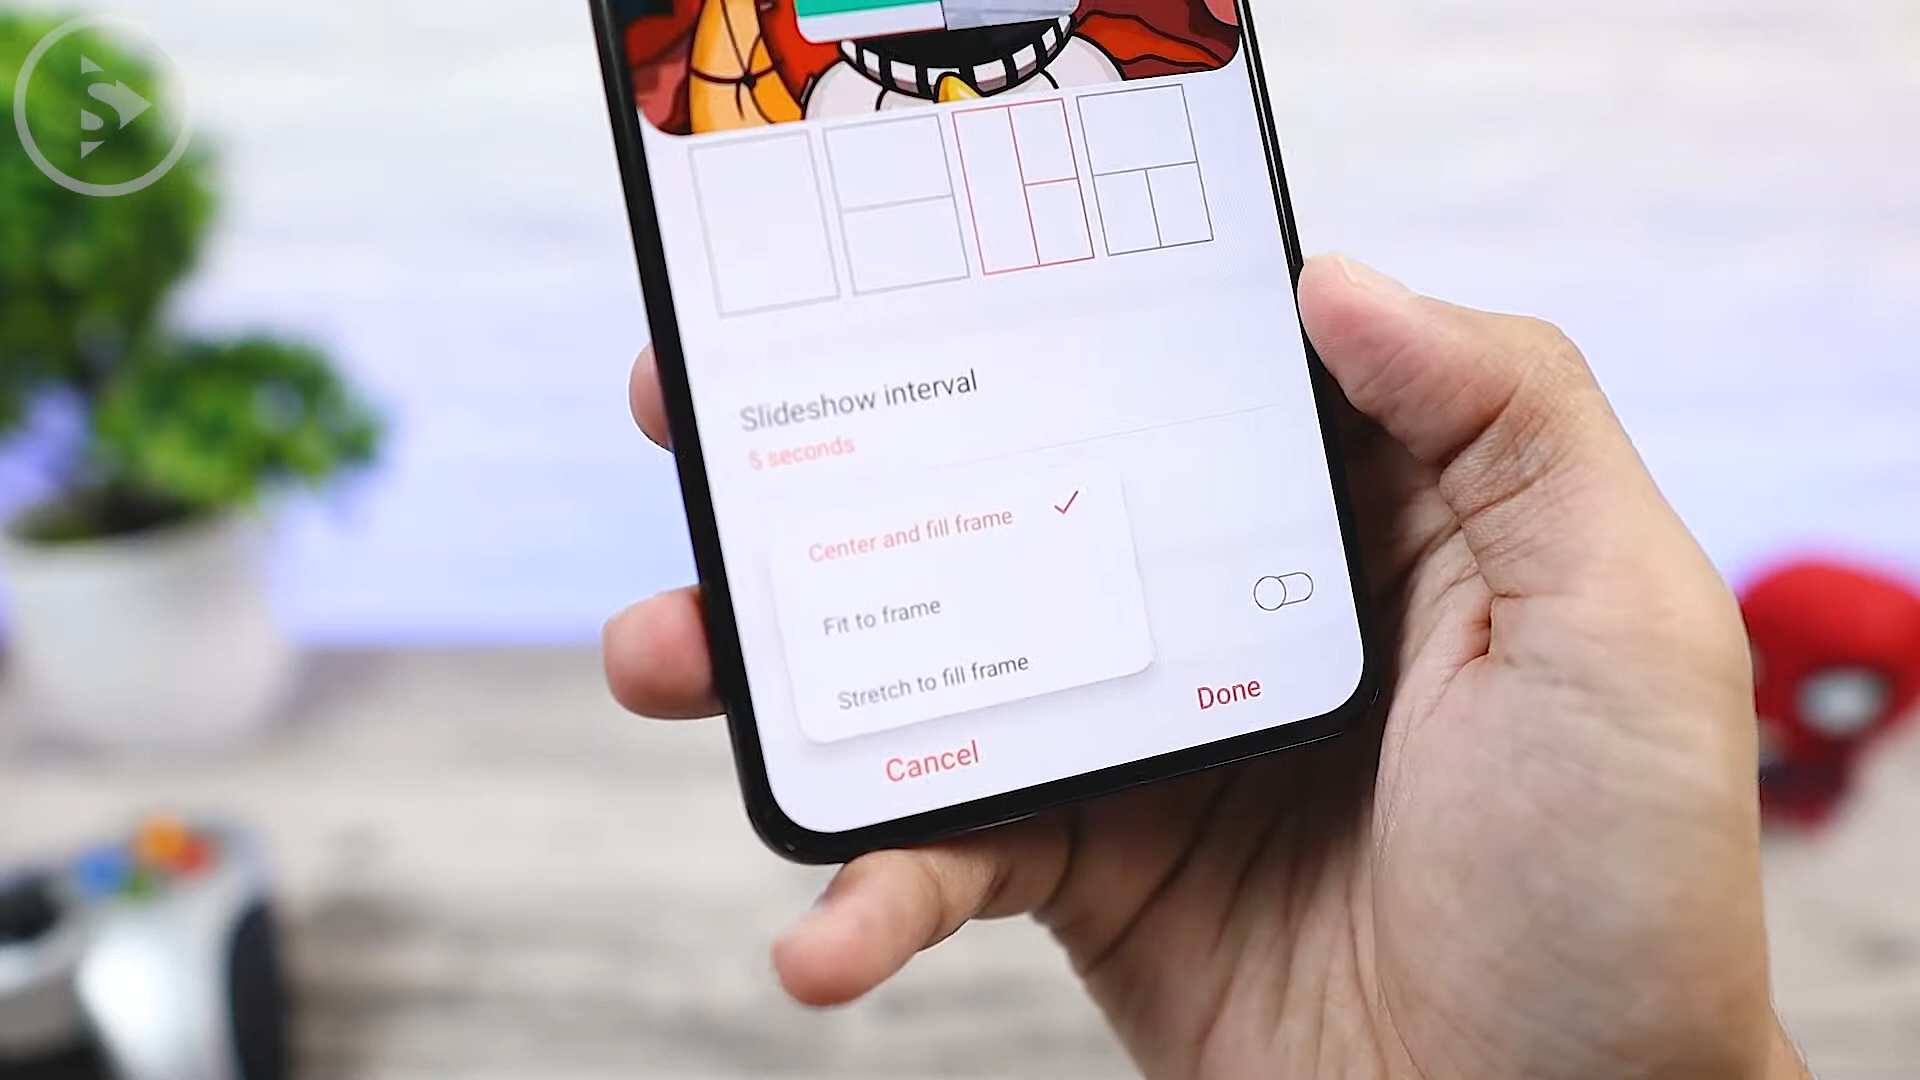 S
Slideshow interval
5 seconds
Center and fill frame
Fit to frame
Stretch to fill frame
Cancel
Done